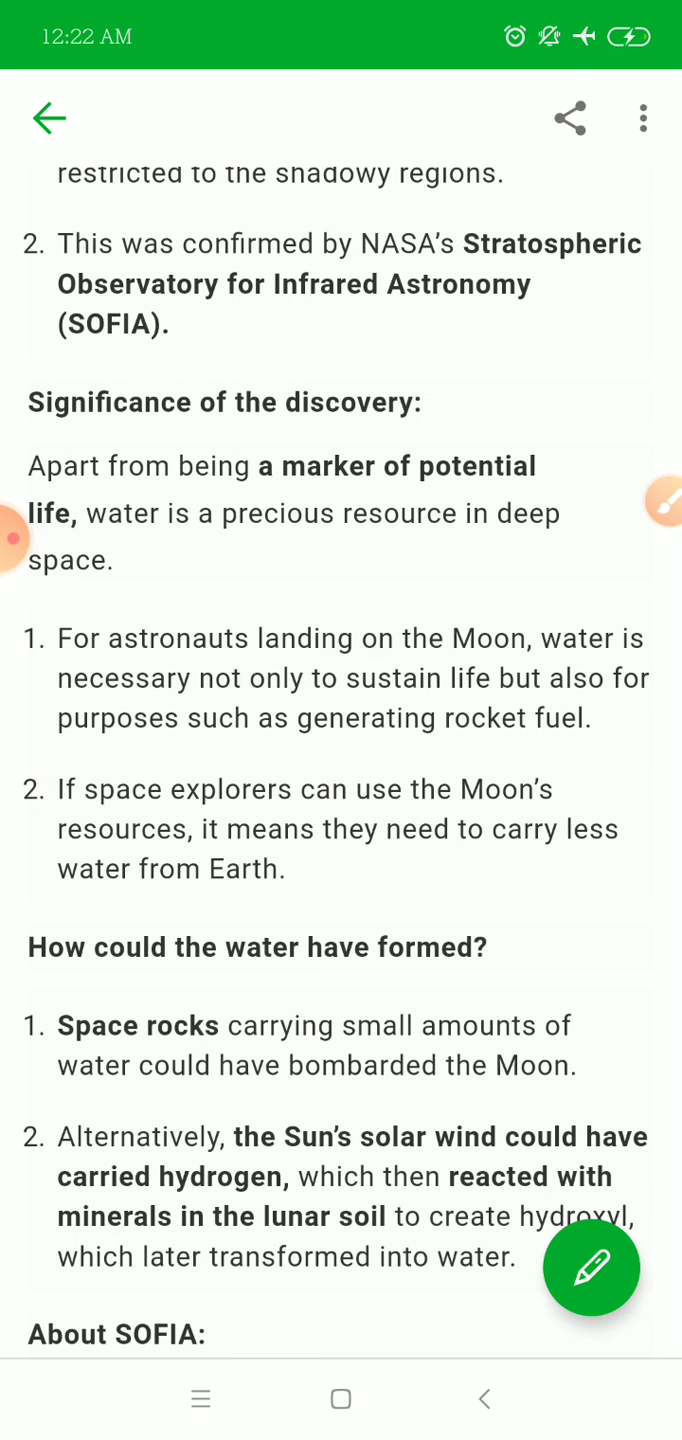 12:22 AM
restricted to the shadowy regions.
2. This was confirmed by NASA’s Stratospheric
Observatory for Infrared Astronomy
(SOFIA).
Significance of the discovery:
Apart from being a marker of potential
life, water is a precious resource in deep
space.
1. For astronauts landing on the Moon, water is
necessary not only to sustain life but also for
purposes such as generating rocket fuel.
2. If space explorers can use the Moon’s
resources, it means they need to carry less
water from Earth.
How could the water have formed?
1. Space rocks carrying small amounts of
water could have bombarded the Moon.
2. Alternatively, the Sun’s solar wind could have
carried hydrogen, which then reacted with
minerals in the lunar soil to create hydroxyl,
which later transformed into water.
About SOFIA: